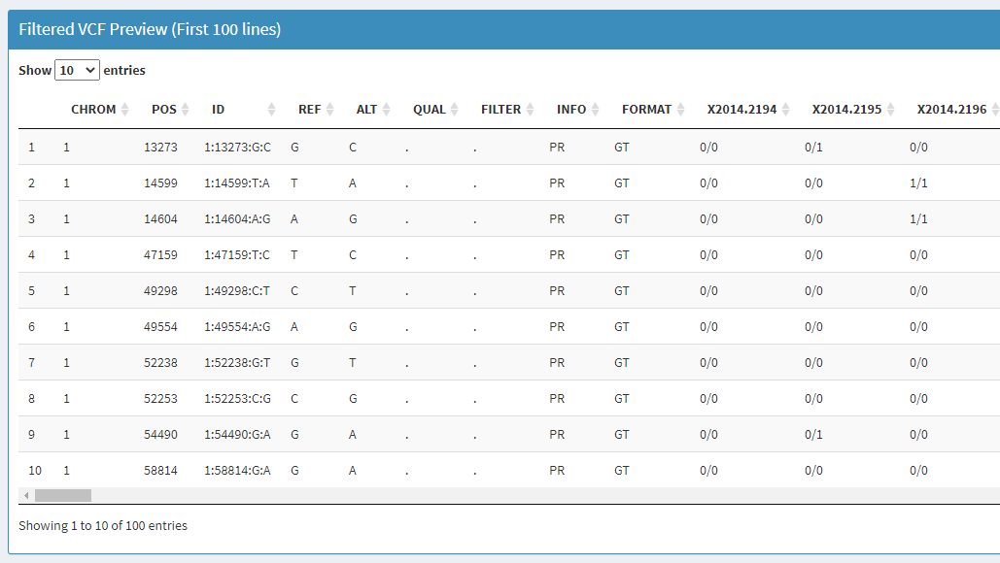 Filtered VCF Preview (First 100 lines)
Show 10 entries
CHROM POS ID REF ALT QUAL FILTER INFO FORMAT X2014.2194 X2014.2195 X2014.2196
1 1 13273 1:13273:G:C G C . . PR GT 0/0 0/1 0/0
2 1 14599 1:14599:T:A T A . . PR GT 0/0 0/0 1/1
3 1 14604 1:14604:A:G A G . . PR GT 0/0 0/0 1/1
4 1 47159 1:47159:T:C T C . . PR GT 0/0 0/0 0/0
5 1 49298 1:49298:C:T C T . . PR GT 0/0 0/0 0/0
6 1 49554 1:49554:A:G A G . . PR GT 0/0 0/0 0/0
7 1 52238 1:52238:G:T G T . . PR GT 0/0 0/0 0/0
8 1 52253 1:52253:C:G C G . . PR GT 0/0 0/0 0/0
9 1 54490 1:54490:G:A G A . . PR GT 0/0 0/1 0/0
10 1 58814 1:58814:G:A G A . . PR GT 0/0 0/0 0/0
Showing 1 to 10 of 100 entries